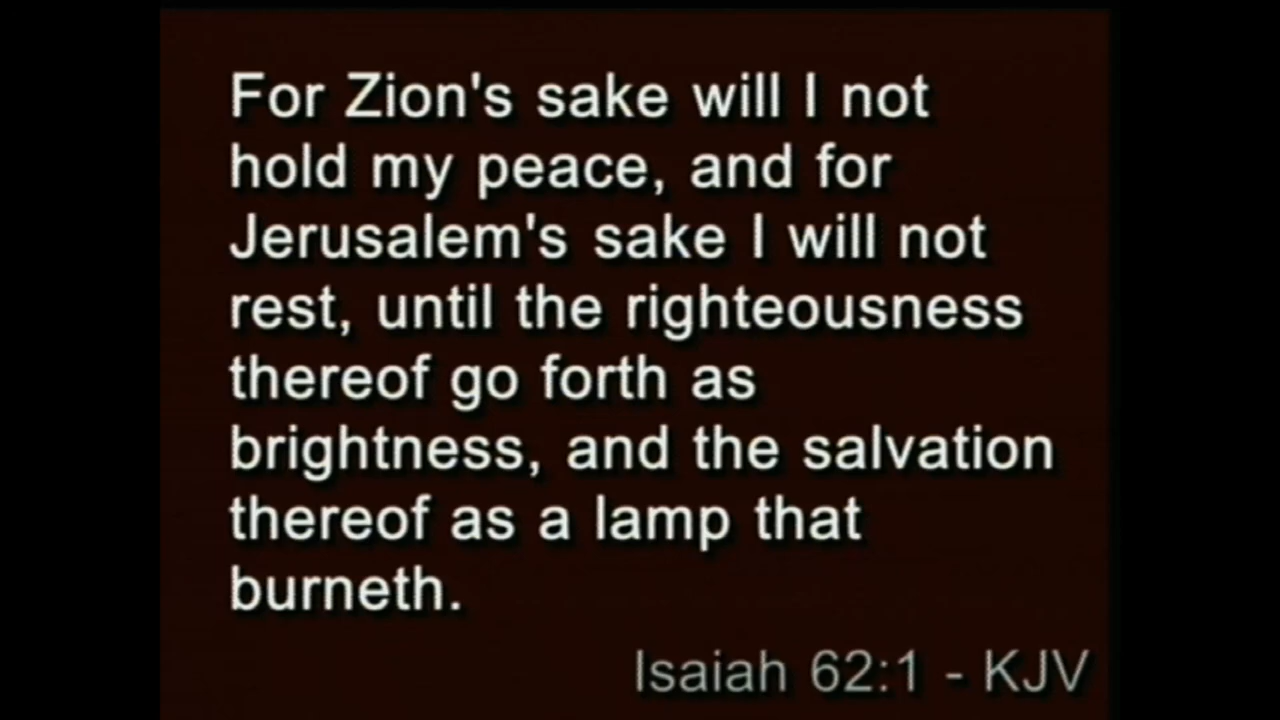 For Zion's sake will I not
hold my peace, and for
Jerusalem's sake I will not
rest, until the righteousness
thereof go forth as
brightness, and the salvation
thereof as a lamp that
burneth.
Isaiah 62:1 - KJV